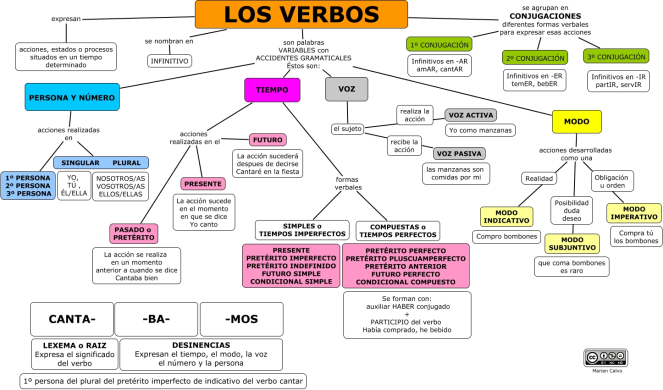 LOS VERBOS
expresan
acciones, estados o procesos
situados en un tiempo
determinado
se nombran en
INFINITIVO
son palabras
VARIABLES con
ACCIDENTES GRAMATICALES
Éstos son:
se agrupan en
CONJUGACIONES
diferentes formas verbales
para expresar esas acciones
1º CONJUGACIÓN
Infinitivos en -AR
amAR, cantAR
2º CONJUGACIÓN
Infinitivos en -ER
temER, bebER
3º CONJUGACIÓN
Infinitivos en -IR
partIR, servIR
PERSONA Y NÚMERO
acciones realizadas
en
SINGULAR
PLURAL
1º PERSONA
2º PERSONA
3º PERSONA
YO,
TÚ ,
ÉL/ELLA
NOSOTROS/AS
VOSOTROS/AS
ELLOS/ELLAS
TIEMPO
acciones
realizadas en el
FUTURO
La acción sucederá
despues de decirse
Cantaré en la fiesta
PRESENTE
La acción sucede
en el momento
en que se dice
Yo canto
PASADO o
PRETÉRITO
La acción se realiza
en un momento
anterior a cuando se dice
Cantaba bien
formas
verbales
SIMPLES o
TIEMPOS IMPERFECTOS
PRESENTE
PRETÉRITO IMPERFECTO
PRETÉRITO INDEFINIDO
FUTURO SIMPLE
CONDICIONAL SIMPLE
COMPUESTAS o
TIEMPOS PERFECTOS
PRETÉRITO PERFECTO
PRETÉRITO PLUSCUAMPERFECTO
PRETÉRITO ANTERIOR
FUTURO PERFECTO
CONDICIONAL COMPUESTO
Se forman con:
auxiliar HABER conjugado
+
PARTICIPIO del verbo
Había comprado, he bebido
VOZ
el sujeto
realiza la
acción
VOZ ACTIVA
Yo como manzanas
recibe la
acción
VOZ PASIVA
las manzanas son
comidas por mi
MODO
acciones desarrolladas
como una
Realidad
MODO
INDICATIVO
Compro bombones
Posibilidad
duda
deseo
MODO
SUBJUNTIVO
que coma bombones
es raro
Obligación
u orden
MODO
IMPERATIVO
Compra tú
los bombones
CANTA-
-BA-
-MOS
LEXEMA o RAIZ
Expresa el significado
del verbo
DESINENCIAS
Expresan el tiempo, el modo, la voz
el número y la persona
1º persona del plural del pretérito imperfecto de indicativo del verbo cantar
Marian Calvo